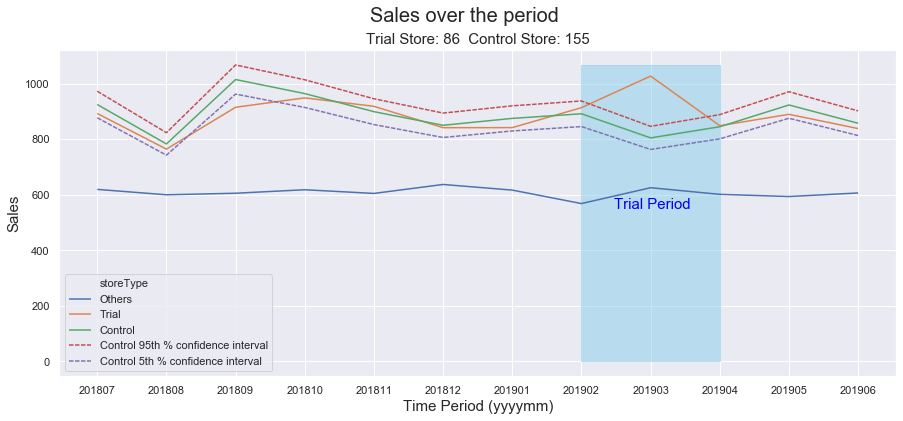 Sales over the period
Trial Store: 86  Control Store: 155
1000
800
600
400
200
0
Sales
Trial Period
storeType
Others
Trial
Control
Control 95th % confidence interval
Control 5th % confidence interval
201807 201808 201809 201810 201811 201812 201901 201902 201903 201904 201905 201906
Time Period (yyyymm)